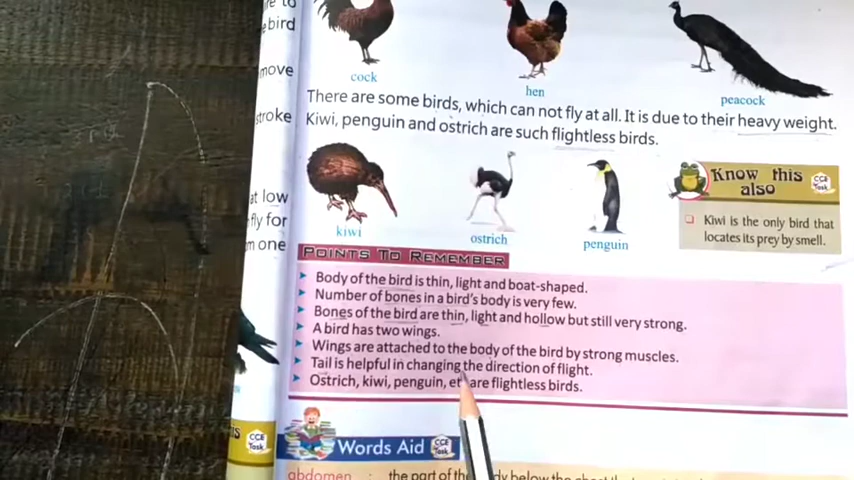 e to
bird
move
stroke
at low
fly for
m one
cock
hen
peacock
There are some birds, which can not fly at all. It is due to their heavy weight.
Kiwi, penguin and ostrich are such flightless birds.
kiwi
ostrich
penguin
Know this
also
CCE
Task
Kiwi is the only bird that
locates its prey by smell.
POINTS TO REMEMBER
Body of the bird is thin, light and boat-shaped.
Number of bones in a bird's body is very few.
Bones of the bird are thin, light and hollow but still very strong.
A bird has two wings.
Wings are attached to the body of the bird by strong muscles.
Tail is helpful in changing the direction of flight.
Ostrich, kiwi, penguin, et are flightless birds.
CCE
Task
Words Aid
CCE
Task
abdomen : the part of the